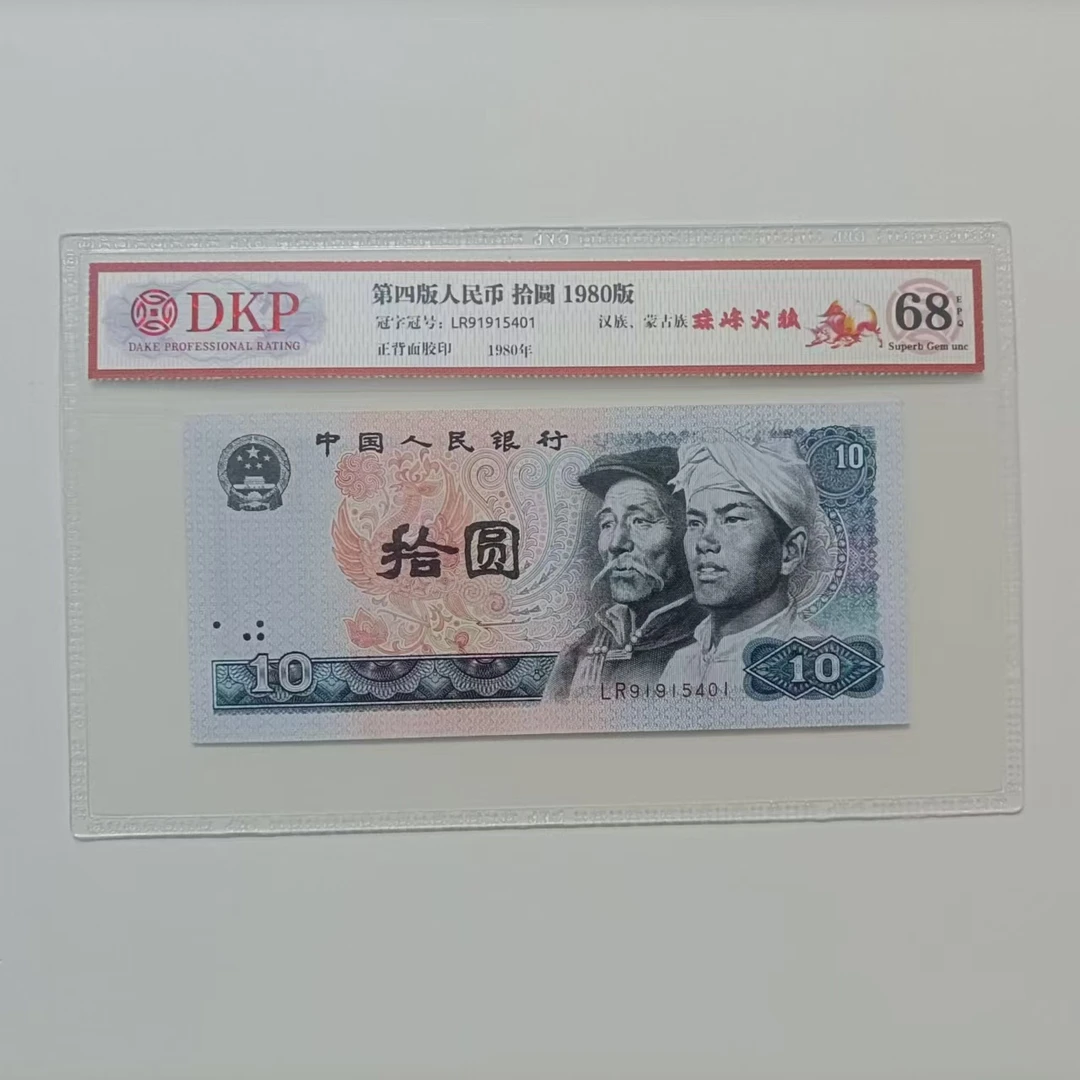 DKP
DAKE PROFESSIONAL RATING
第四版人民币 拾圆 1980版
冠字冠号：LR91915401
汉族、蒙古族
正背面胶印 1980年
68
EPQ
Superb Gem unc
中国人民银行
10
拾圆
10
LR91915401
10